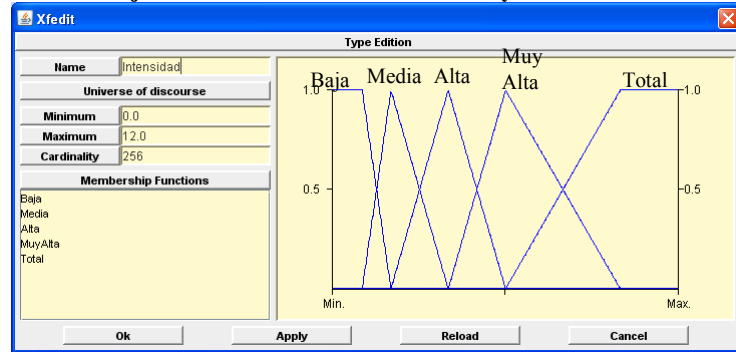 Xfedit
Type Edition
Name Intensidad
Universe of discourse
Minimum 0.0
Maximum 12.0
Cardinality 256
Membership Functions
Baja
Media
Alta
MuyAlta
Total
Baja Media Alta Muy Alta Total
1.0 1.0
0.5 0.5
Min. Max.
Ok Apply Reload Cancel